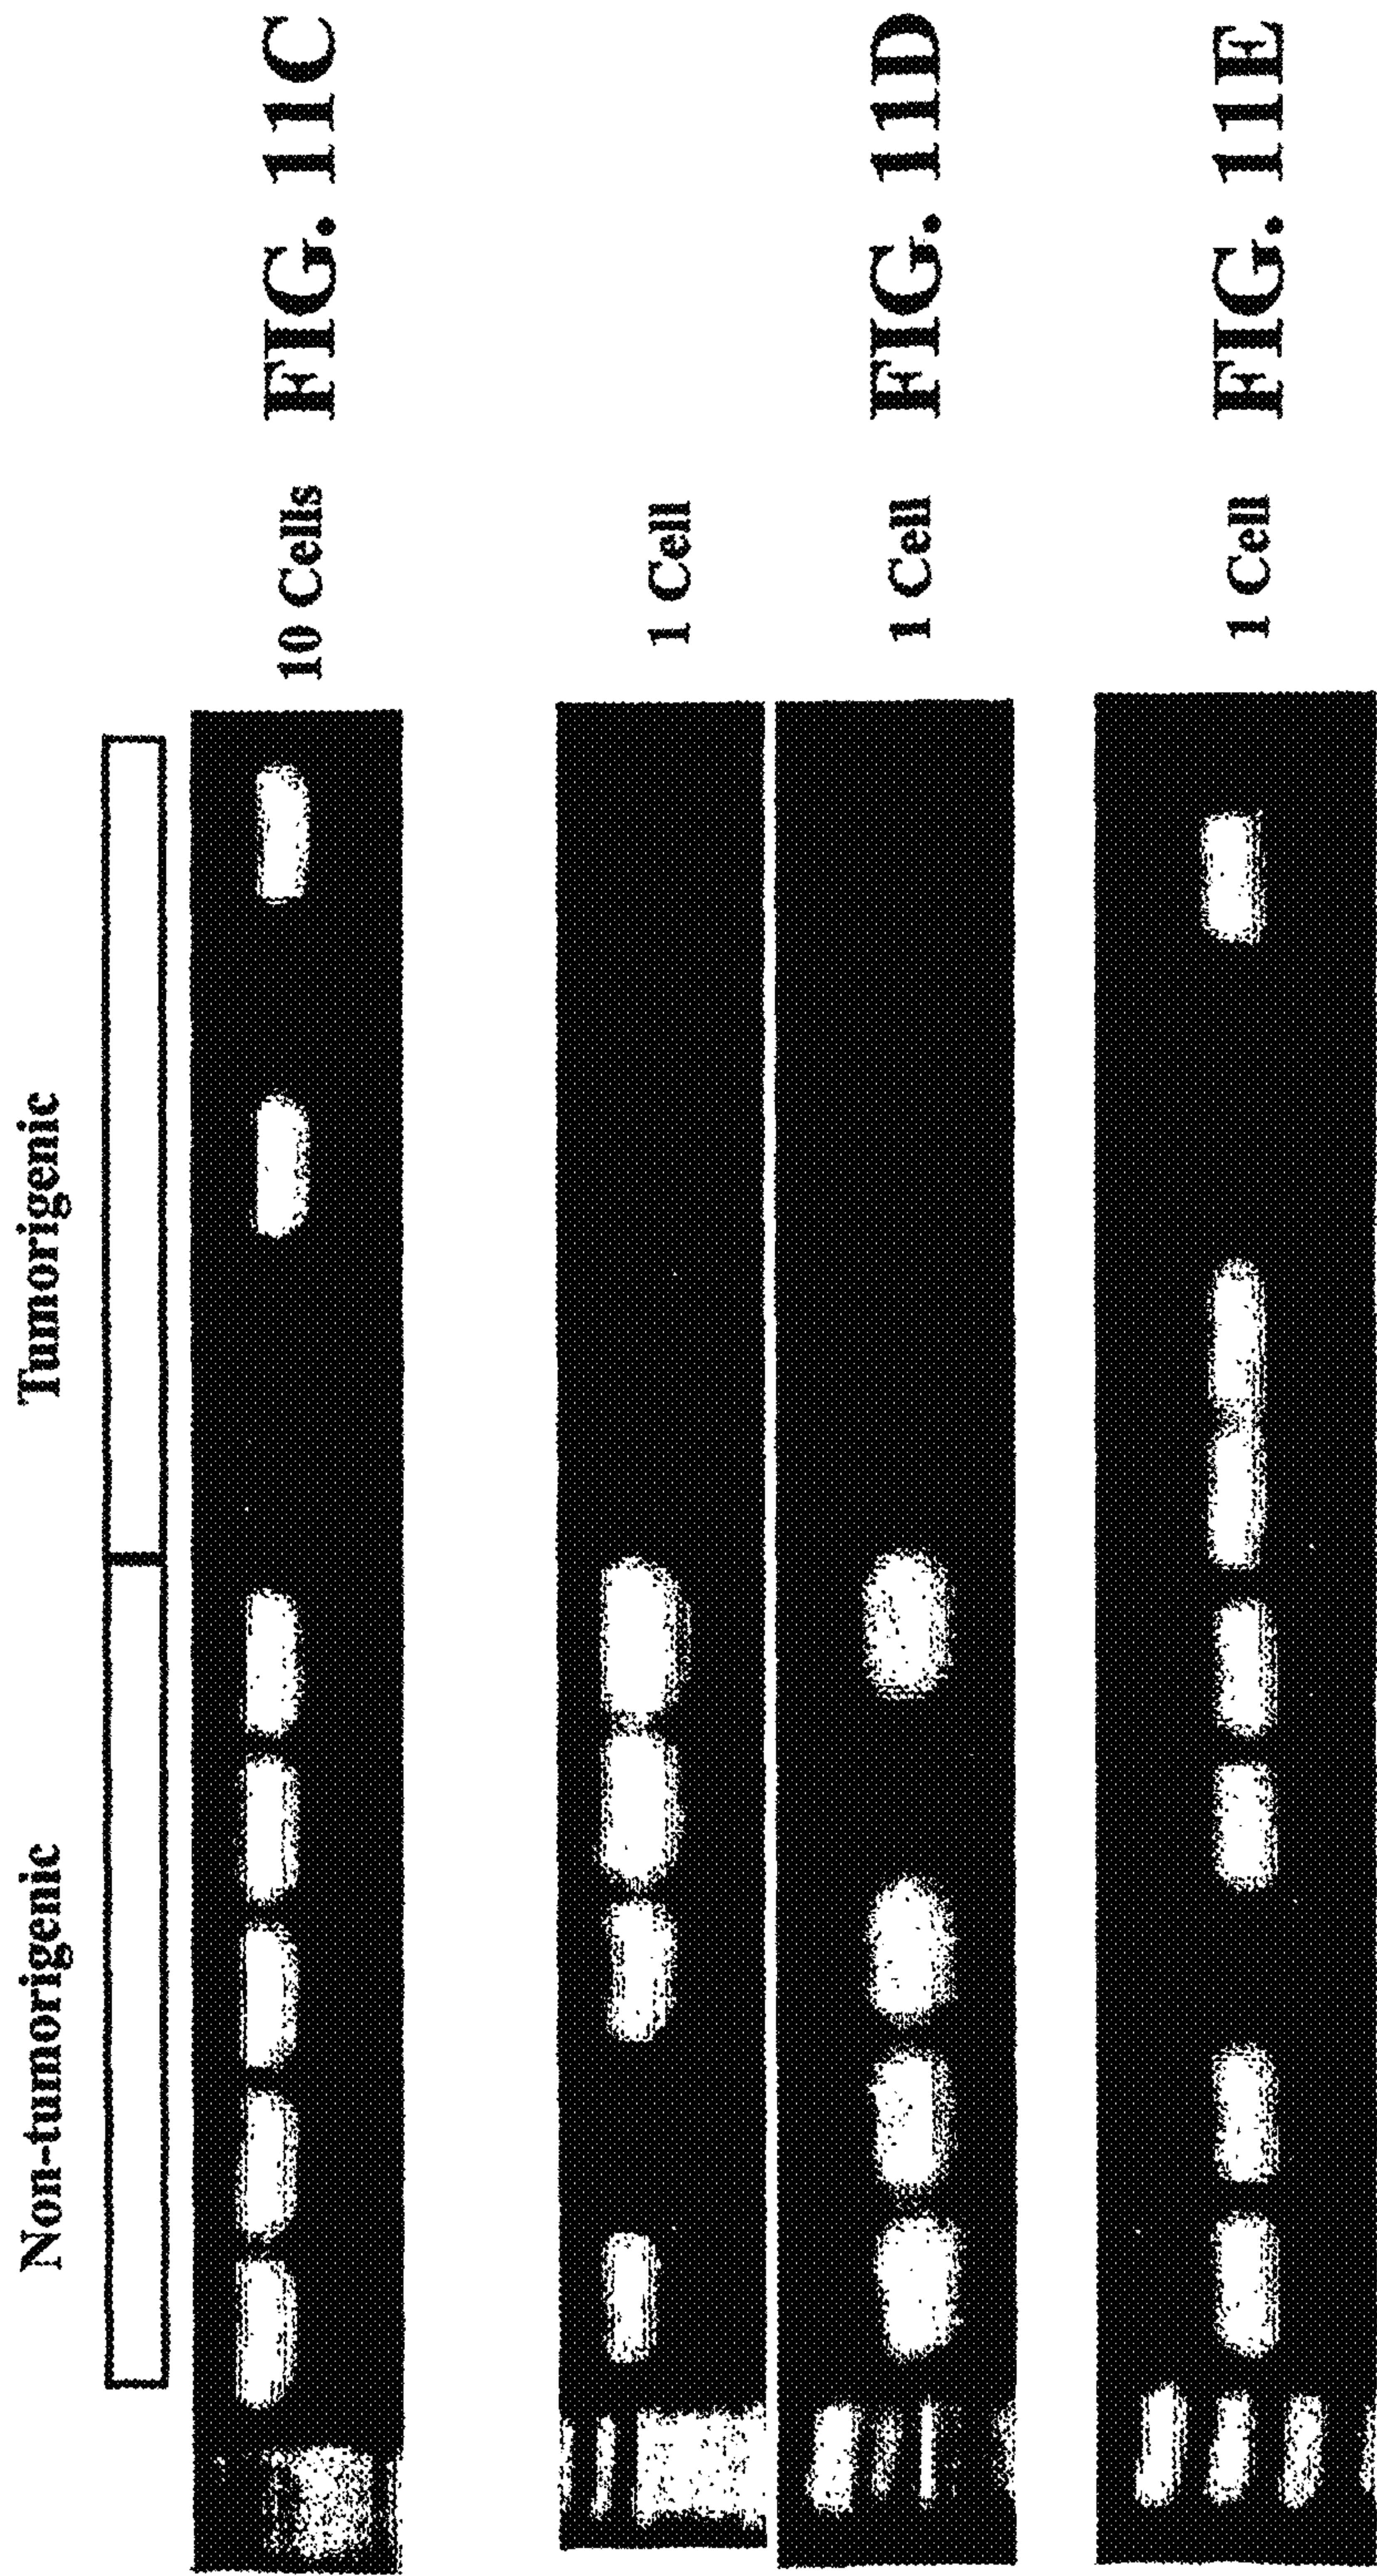 Non-tumorigenic Tumorigenic
10 Cells FIG. 11C
1 Cell
1 Cell FIG. 11D
1 Cell FIG. 11E